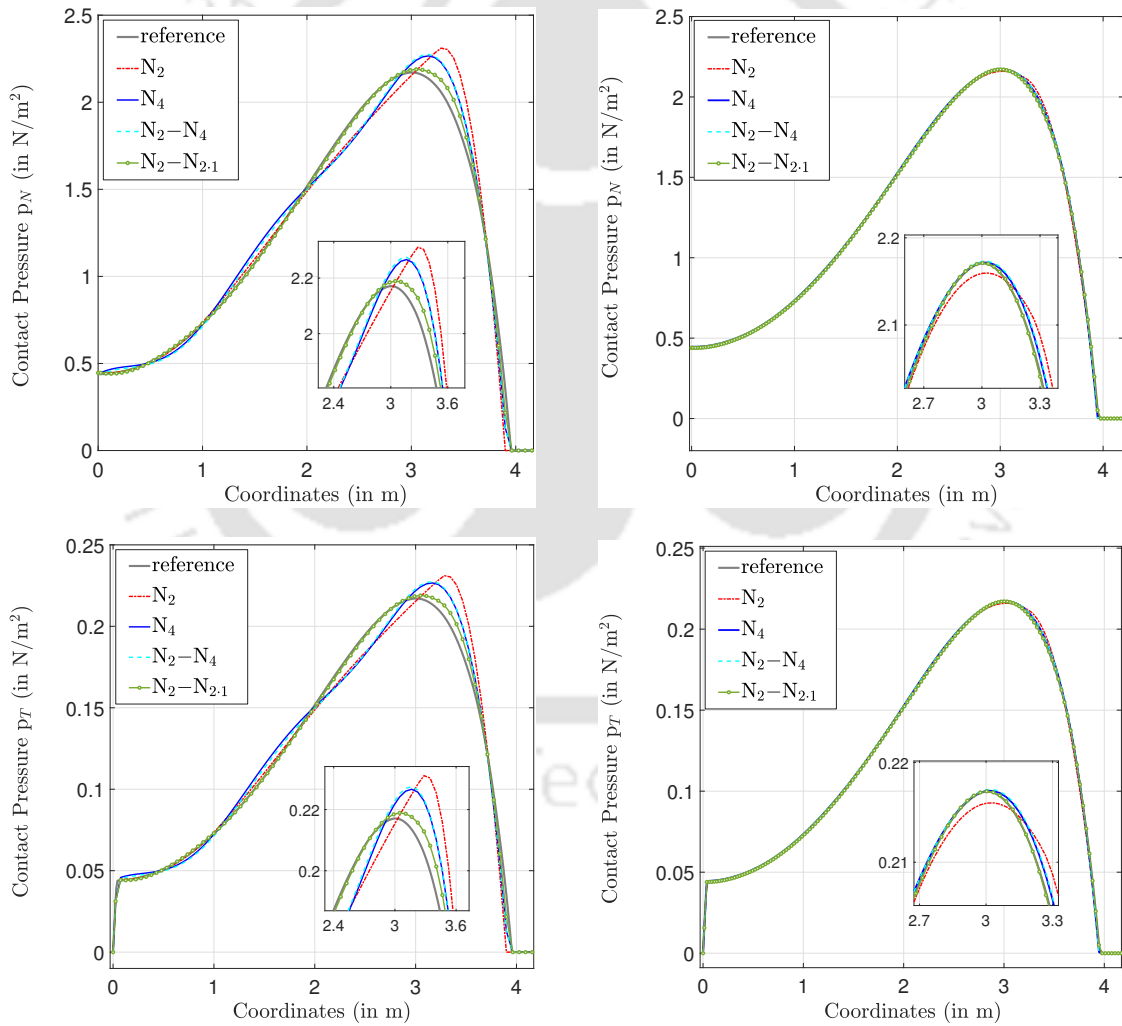 2.5
2
1.5
1
0.5
0
0 1 2 3 4
Contact Pressure p_N (in N/m²)
Coordinates (in m)
reference
N₂
N₄
N₂−N₄
N₂−N₂.₁
2.2
2
2.4 3 3.6
2.5
2
1.5
1
0.5
0
0 1 2 3 4
Contact Pressure p_N (in N/m²)
Coordinates (in m)
reference
N₂
N₄
N₂−N₄
N₂−N₂.₁
2.2
2.1
2.7 3 3.3
0.25
0.2
0.15
0.1
0.05
0
0 1 2 3 4
Contact Pressure p_T (in N/m²)
Coordinates (in m)
reference
N₂
N₄
N₂−N₄
N₂−N₂.₁
0.22
0.2
2.4 3 3.6
0.25
0.2
0.15
0.1
0.05
0
0 1 2 3 4
Contact Pressure p_T (in N/m²)
Coordinates (in m)
reference
N₂
N₄
N₂−N₄
N₂−N₂.₁
0.22
0.21
2.7 3 3.3